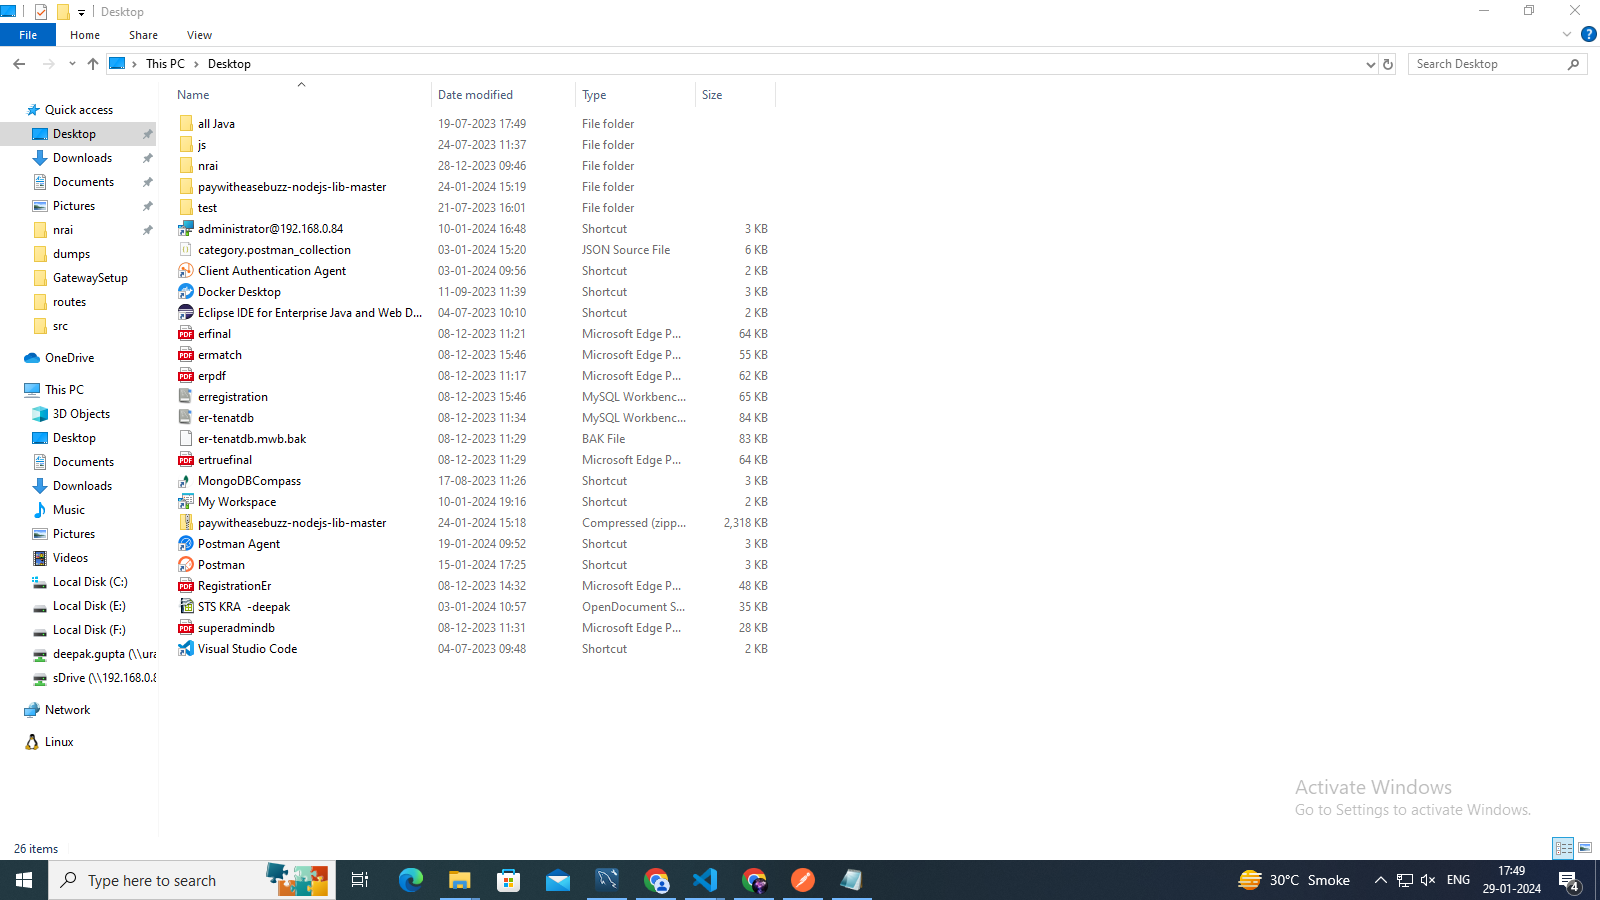 Desktop
File Home Share View
This PC Desktop
Search Desktop
Name Date modified Type Size
Quick access
Desktop
Downloads
Documents
Pictures
nrai
dumps
GatewaySetup
routes
src
OneDrive
This PC
3D Objects
Desktop
Documents
Downloads
Music
Pictures
Videos
Local Disk (C:)
Local Disk (E:)
Local Disk (F:)
deepak.gupta (\\ura
sDrive (\\192.168.0.8
Network
Linux
all Java 19-07-2023 17:49 File folder
js 24-07-2023 11:37 File folder
nrai 28-12-2023 09:46 File folder
paywitheasebuzz-nodejs-lib-master 24-01-2024 15:19 File folder
test 21-07-2023 16:01 File folder
administrator@192.168.0.84 10-01-2024 16:48 Shortcut 3 KB
category.postman_collection 03-01-2024 15:20 JSON Source File 6 KB
Client Authentication Agent 03-01-2024 09:56 Shortcut 2 KB
Docker Desktop 11-09-2023 11:39 Shortcut 3 KB
Eclipse IDE for Enterprise Java and Web D... 04-07-2023 10:10 Shortcut 2 KB
erfinal 08-12-2023 11:21 Microsoft Edge P... 64 KB
ermatch 08-12-2023 15:46 Microsoft Edge P... 55 KB
erpdf 08-12-2023 11:17 Microsoft Edge P... 62 KB
erregistration 08-12-2023 15:46 MySQL Workbenc... 65 KB
er-tenatdb 08-12-2023 11:34 MySQL Workbenc... 84 KB
er-tenatdb.mwb.bak 08-12-2023 11:29 BAK File 83 KB
ertruefinal 08-12-2023 11:29 Microsoft Edge P... 64 KB
MongoDBCompass 17-08-2023 11:26 Shortcut 3 KB
My Workspace 10-01-2024 19:16 Shortcut 2 KB
paywitheasebuzz-nodejs-lib-master 24-01-2024 15:18 Compressed (zipp... 2,318 KB
Postman Agent 19-01-2024 09:52 Shortcut 3 KB
Postman 15-01-2024 17:25 Shortcut 3 KB
RegistrationEr 08-12-2023 14:32 Microsoft Edge P... 48 KB
STS KRA -deepak 03-01-2024 10:57 OpenDocument S... 35 KB
superadmindb 08-12-2023 11:31 Microsoft Edge P... 28 KB
Visual Studio Code 04-07-2023 09:48 Shortcut 2 KB
Activate Windows
Go to Settings to activate Windows.
26 items
Type here to search
30°C Smoke
ENG
17:49
29-01-2024
4